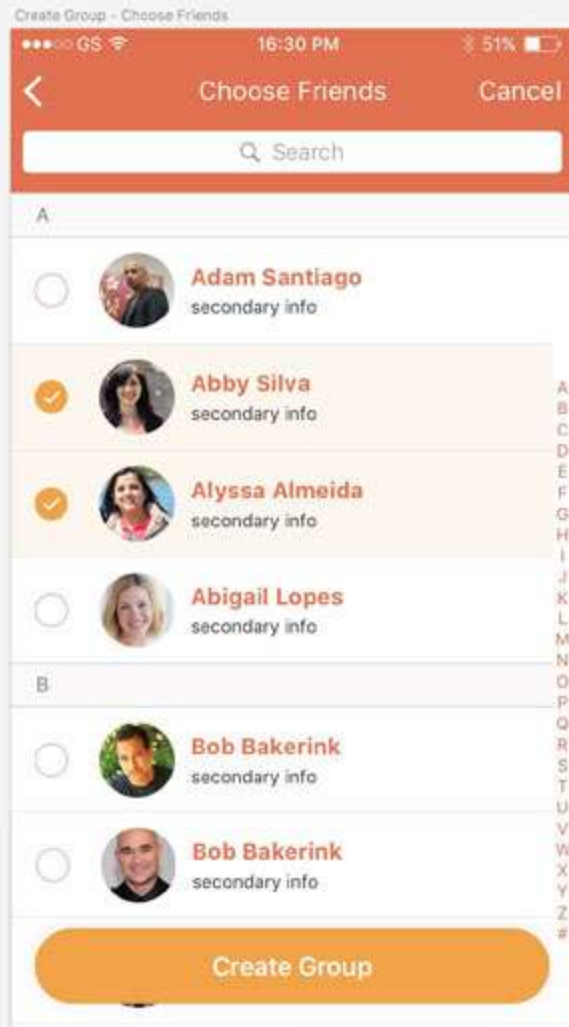 Create Group - Choose Friends
GS 16:30 PM 51%
Choose Friends Cancel
Search
A
Adam Santiago
secondary info
Abby Silva
secondary info
Alyssa Almeida
secondary info
Abigail Lopes
secondary info
B
Bob Bakerink
secondary info
Bob Bakerink
secondary info
Create Group
A
B
C
D
E
F
G
H
I
J
K
L
M
N
O
P
Q
R
S
T
U
V
W
X
Y
Z
#